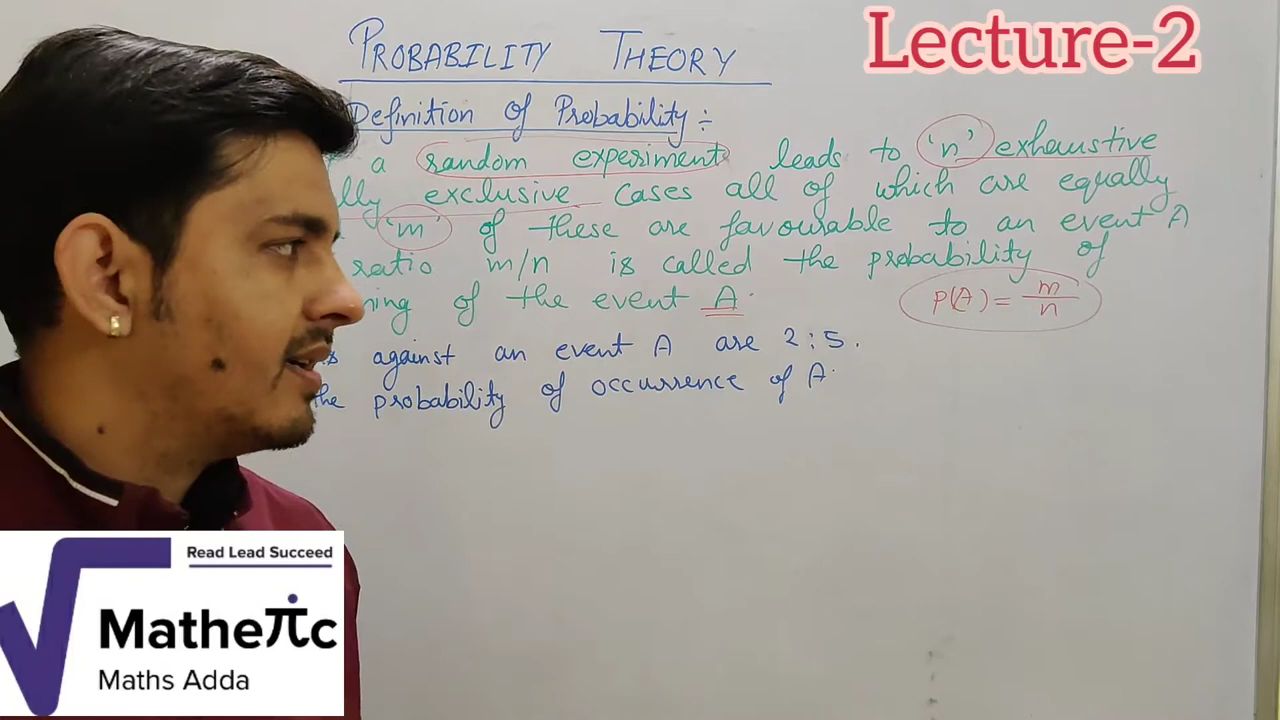 PROBABILITY THEORY
Lecture-2
Definition of Probability :-
a random experiment leads to 'n' exhaustive
lly exclusive cases all of which are equally
'm' of these are favourable to an event A
ratio m/n is called the probability of
ning of the event A.
P(A) = m/n
against an event A are 2:5.
the probability of occurrence of A.
Read Lead Succeed
Matheπc
Maths Adda